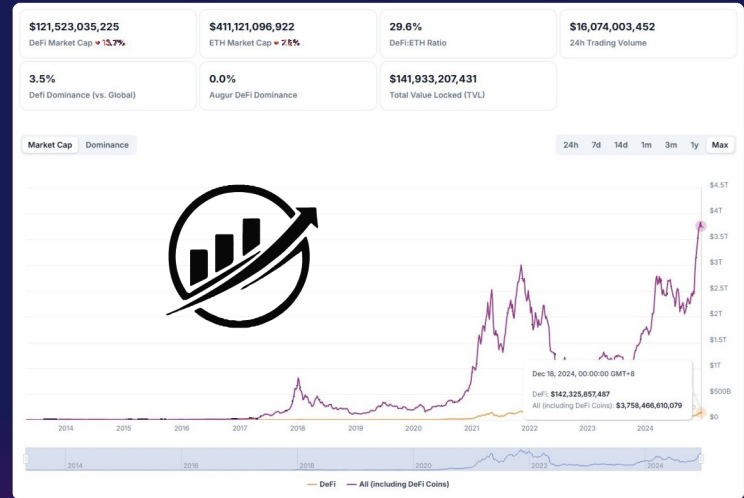 $121,523,035,225
DeFi Market Cap
$411,121,096,922
ETH Market Cap
29.6%
DeFi:ETH Ratio
$16,074,003,452
24h Trading Volume
3.5%
Defi Dominance (vs. Global)
0.0%
Augur DeFi Dominance
$141,933,207,431
Total Value Locked (TVL)
Market Cap Dominance
24h 7d 14d 1m 3m 1y Max
$4.5T
$4T
$3.5T
$3T
$2.5T
$2T
$1.5T
$1T
$500B
$0
Dec 18, 2024, 00:00:00 GMT+8
DeFi: $142,325,857,487
All (including DeFi Coins): $3,758,466,610,079
2014 2015 2016 2017 2018 2019 2020 2021 2022 2023 2024
2014 2016 2018 2020 2022 2024
DeFi All (including DeFi Coins)